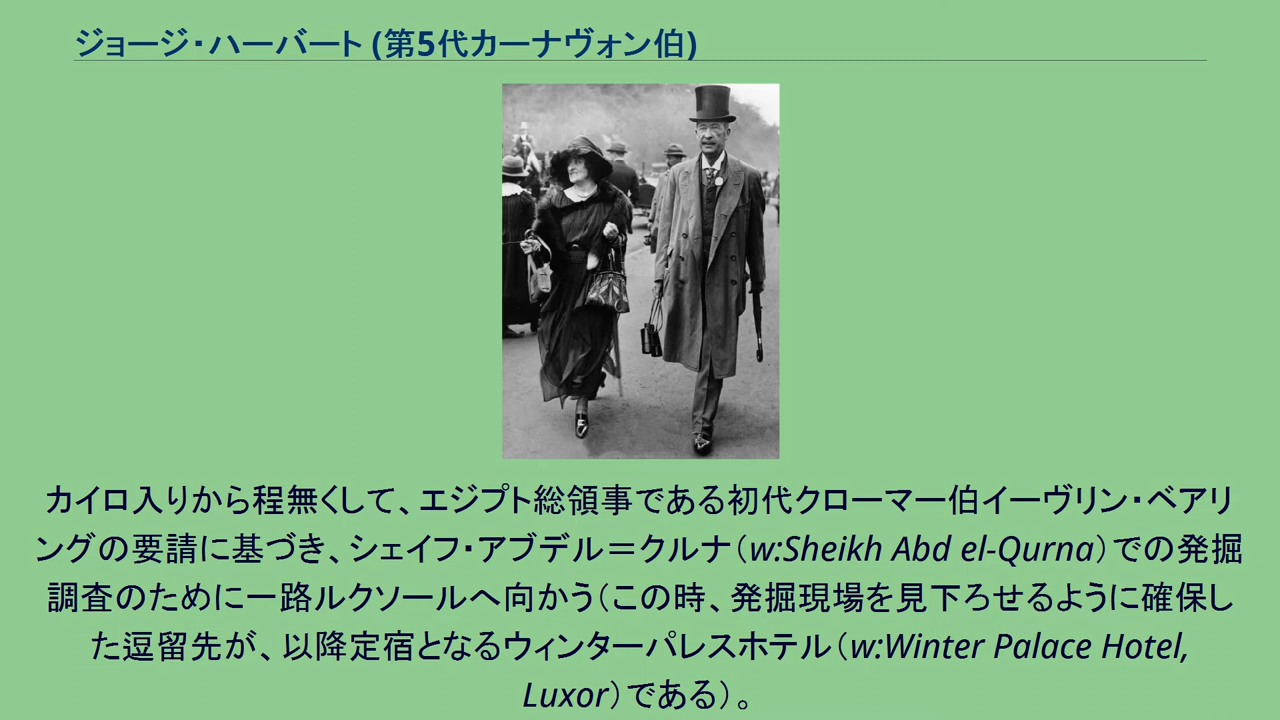 ジョージ・ハーバート (第5代カーナヴォン伯)
カイロ入りから程無くして、エジプト総領事である初代クローマー伯イーヴリン・ベアリ
ングの要請に基づき、シェイフ・アブデル＝クルナ（w:Sheikh Abd el-Qurna）での発掘
調査のために一路ルクソールへ向かう（この時、発掘現場を見下ろせるように確保し
た逗留先が、以降定宿となるウィンターパレスホテル（w:Winter Palace Hotel,
Luxor）である）。